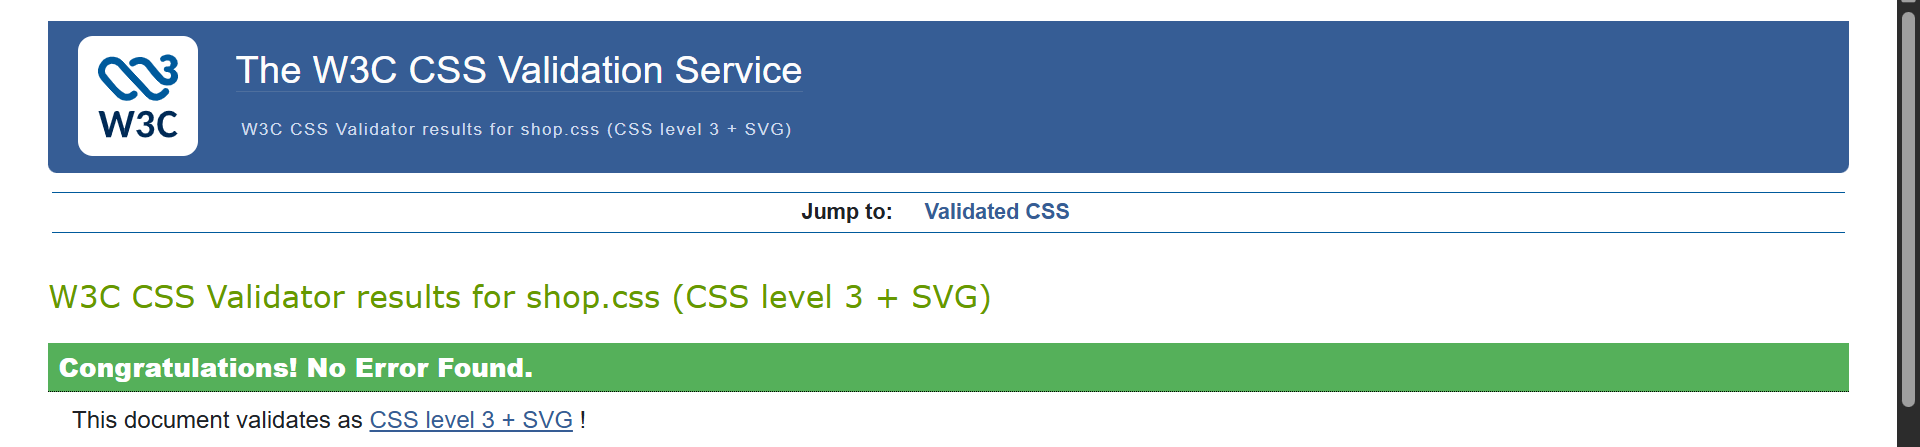 W3C
The W3C CSS Validation Service
W3C CSS Validator results for shop.css (CSS level 3 + SVG)
Jump to: Validated CSS
W3C CSS Validator results for shop.css (CSS level 3 + SVG)
Congratulations! No Error Found.
This document validates as CSS level 3 + SVG !